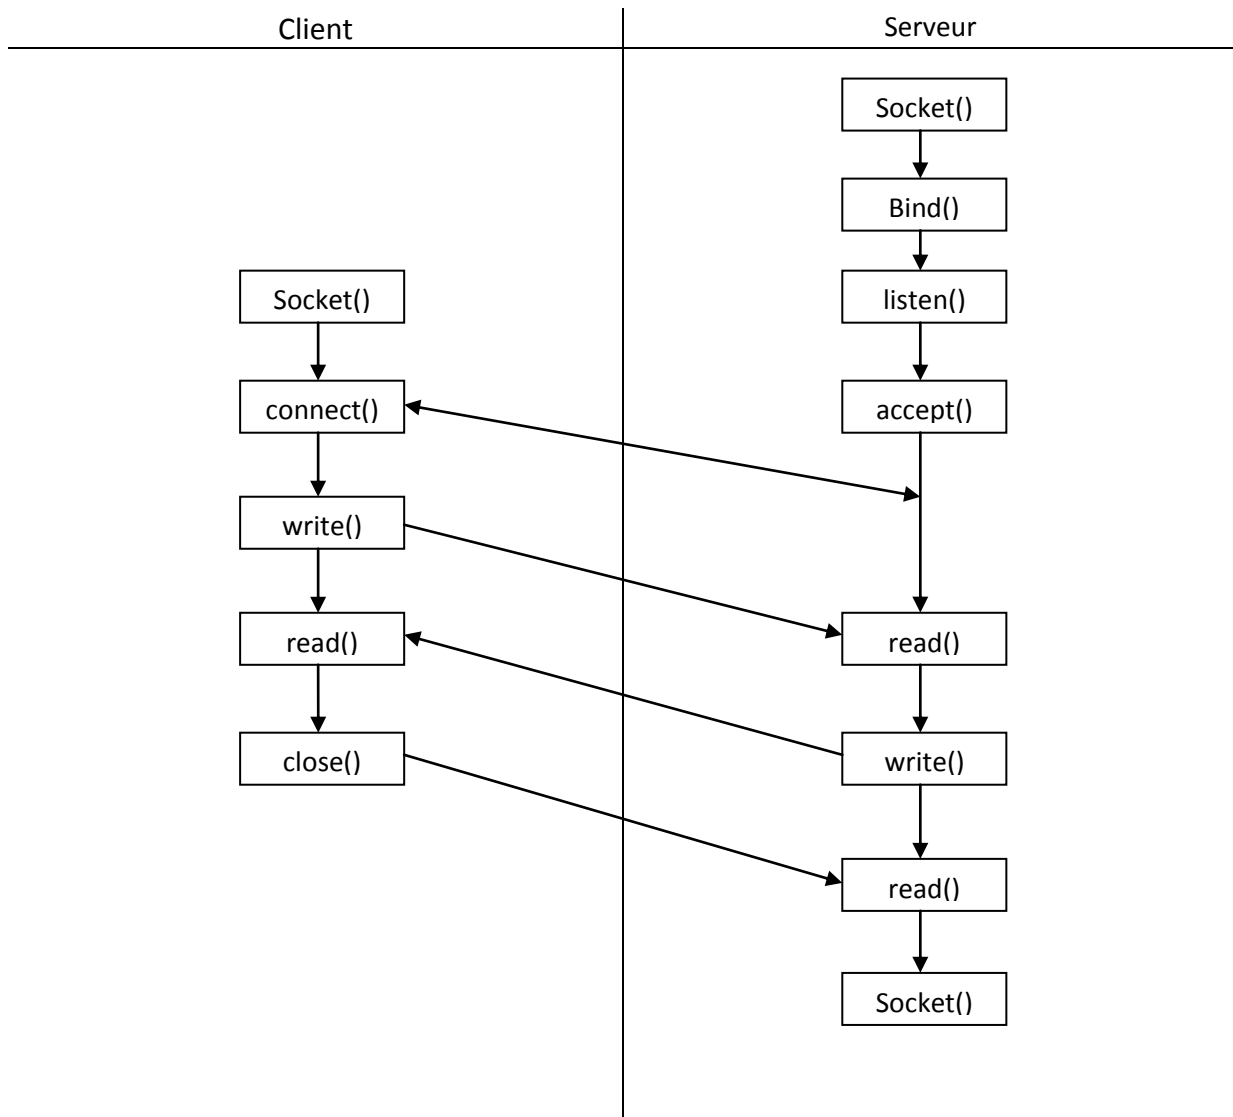 Client
Serveur
Socket()
Bind()
Socket()
listen()
connect()
accept()
write()
read()
read()
close()
write()
read()
Socket()